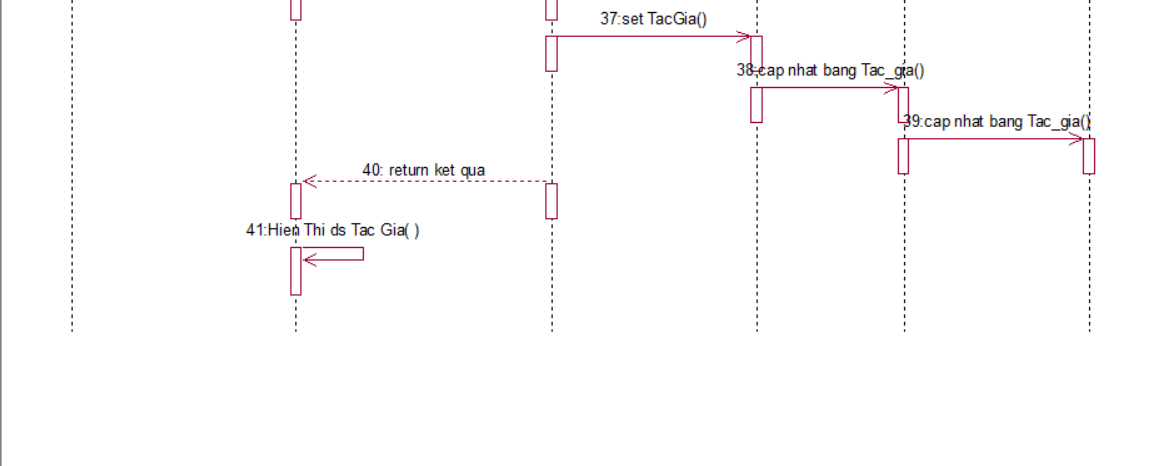 37:set TacGia()
38:cap nhat bang Tac_gia()
39:cap nhat bang Tac_gia()
40: return ket qua
41:Hien Thi ds Tac Gia( )